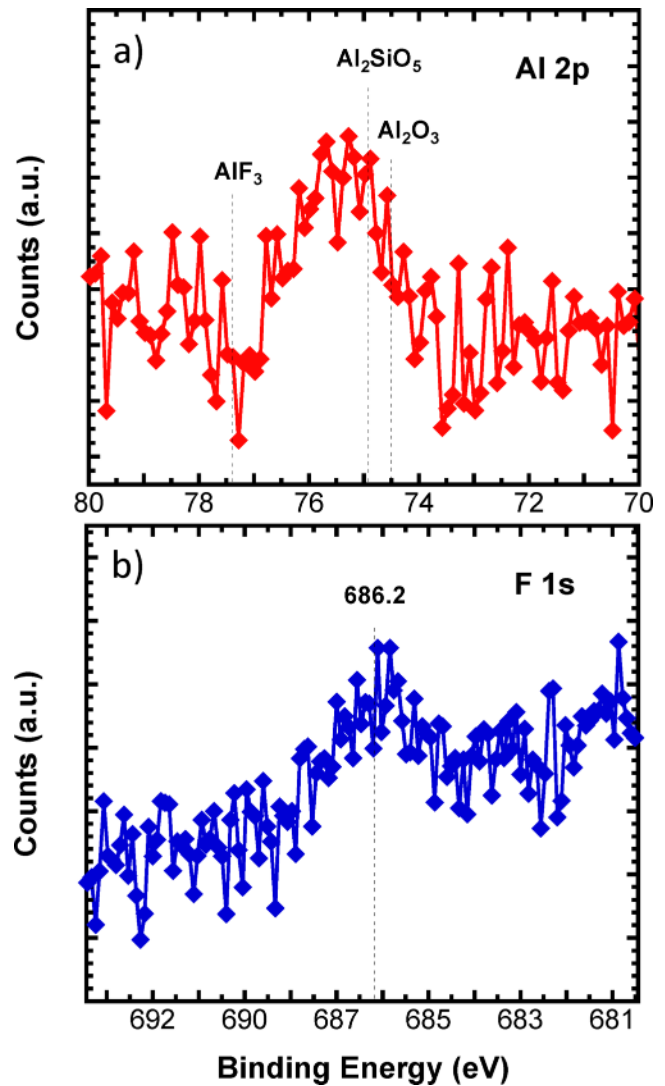 a)
Al₂SiO₅
Al 2p
Al₂O₃
AlF₃
Counts (a.u.)
80 78 76 74 72 70
b)
F 1s
686.2
Counts (a.u.)
692 690 687 685 683 681
Binding Energy (eV)